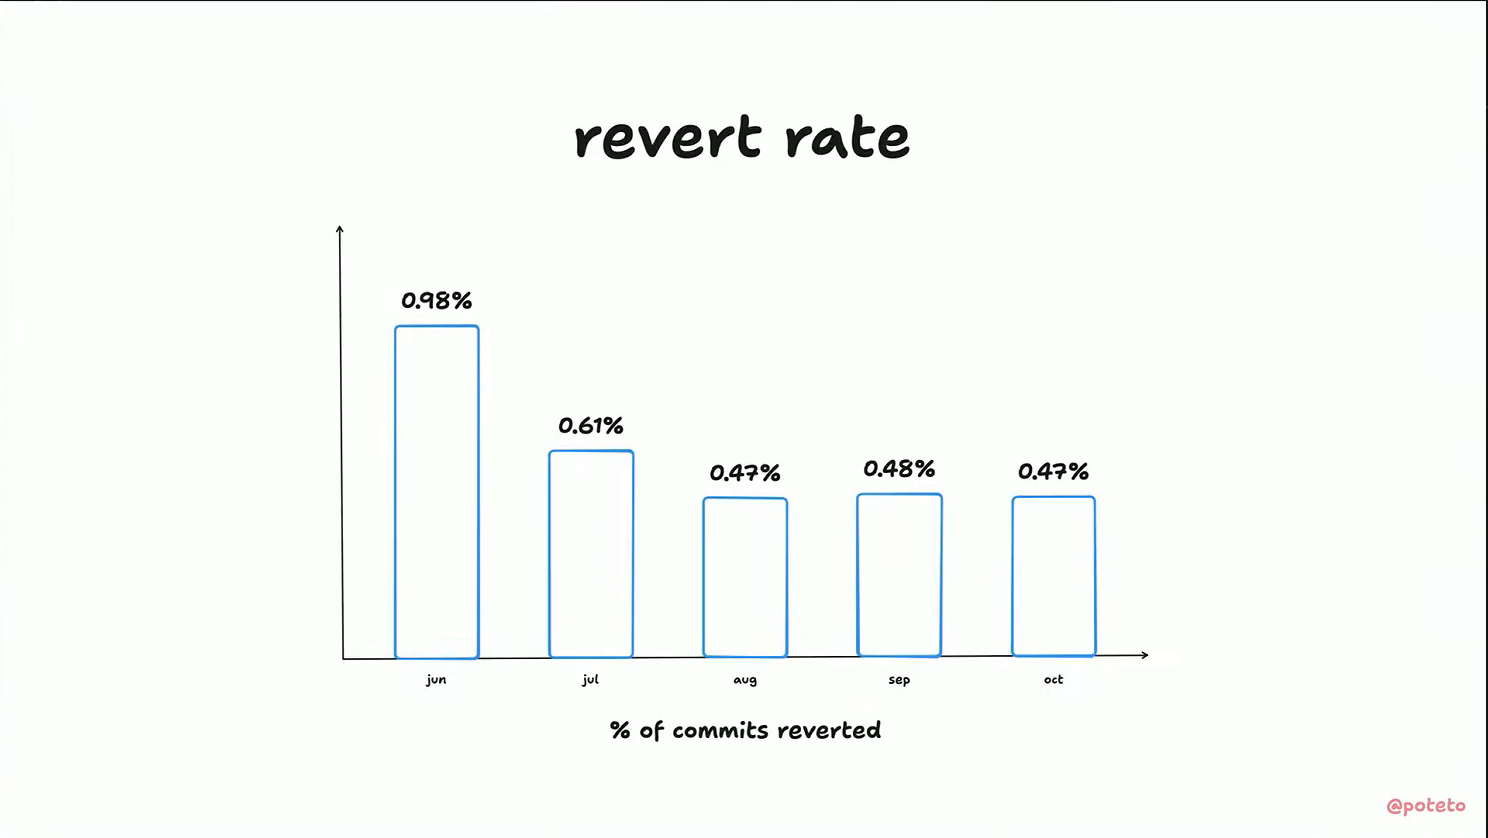 revert rate
0.98%
0.61%
0.47%
0.48%
0.47%
jun
jul
aug
sep
oct
% of commits reverted
@poteto